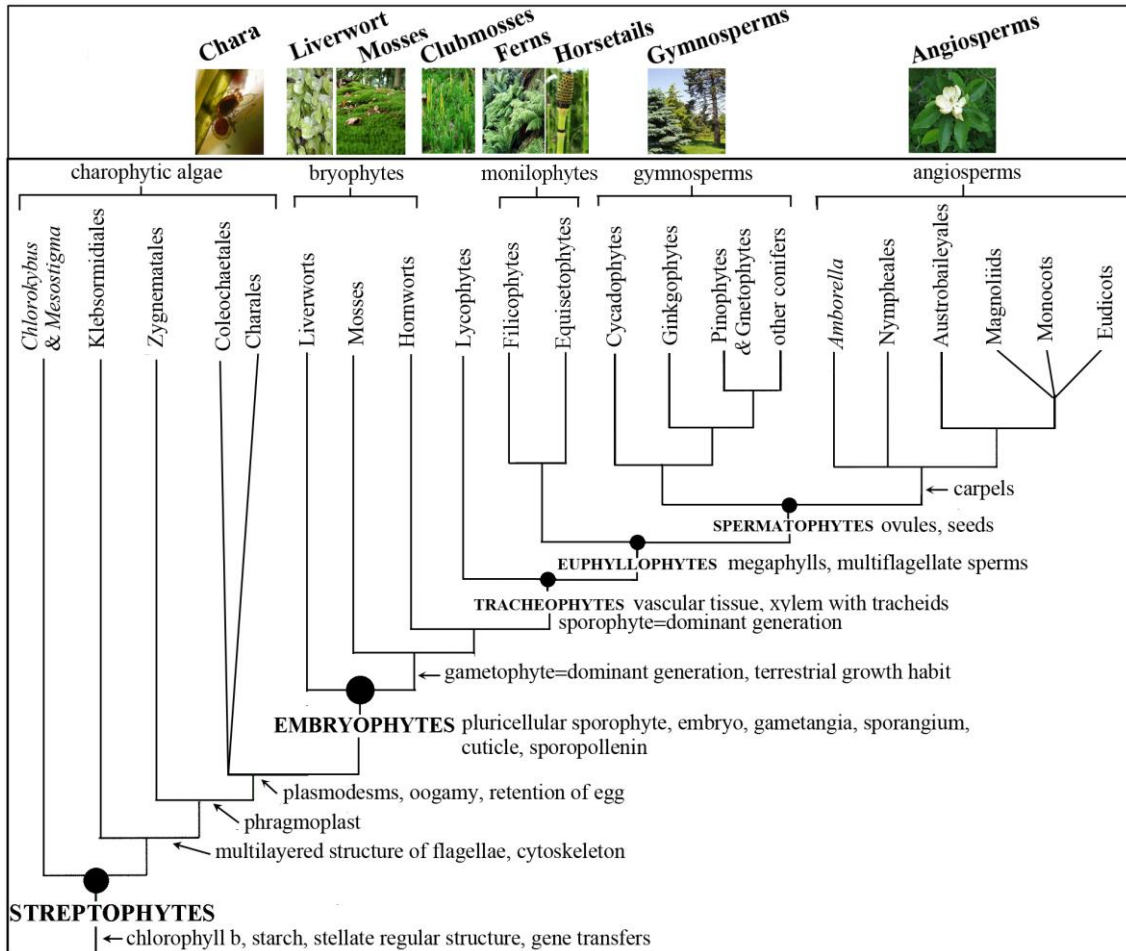 Chara
Liverwort
Mosses
Clubmosses
Ferns
Horsetails
Gymnosperms
Angiosperms
charophytic algae
bryophytes
monilophytes
gymnosperms
angiosperms
Chlorokybus
& Mesostigma
Klebsormidiales
Zygnematales
Coleochaetales
Charales
Liverworts
Mosses
Hornworts
Lycophytes
Filicophytes
Equisetophytes
Cycadophytes
Ginkgophytes
Pinophytes
& Gnetophytes
other conifers
Amborella
Nympheales
Austrobaileyales
Magnoliids
Monocots
Eudicots
carpels
SPERMATOPHYTES ovules, seeds
EUPHYLLOPHYTES megaphylls, multiflagellate sperms
TRACHEOPHYTES vascular tissue, xylem with tracheids
sporophyte=dominant generation
gametophyte=dominant generation, terrestrial growth habit
EMBRYOPHYTES pluricellular sporophyte, embryo, gametangia, sporangium,
cuticle, sporopollenin
plasmodesms, oogamy, retention of egg
phragmoplast
multilayered structure of flagellae, cytoskeleton
STREPTOPHYTES
chlorophyll b, starch, stellate regular structure, gene transfers